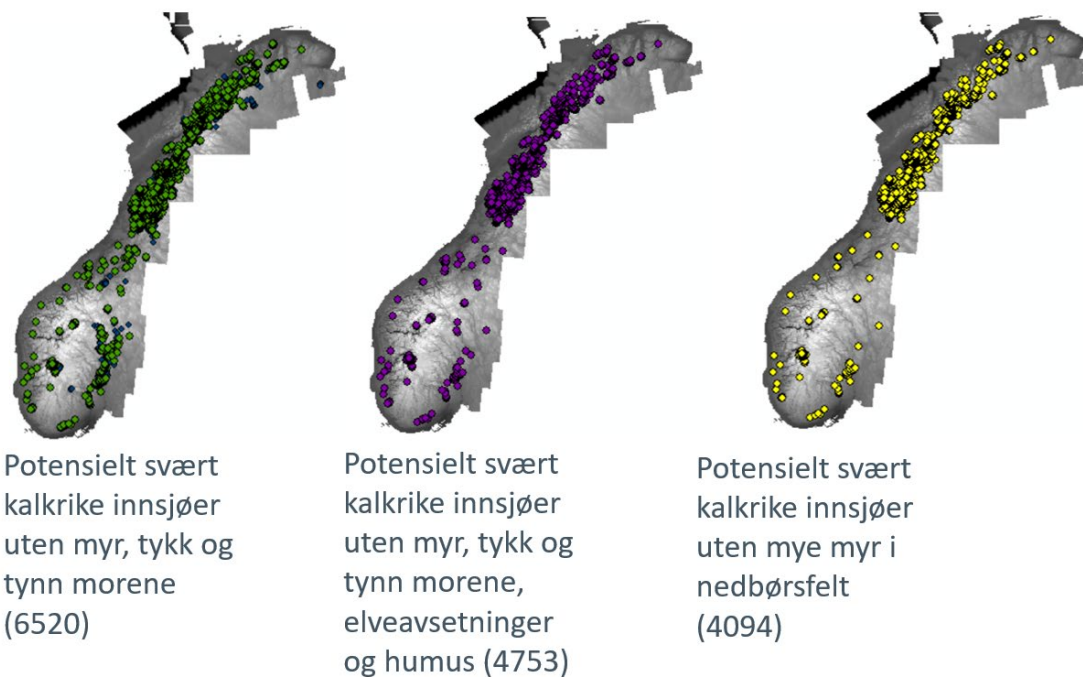 Potensielt svært
kalkrike innsjøer
uten myr, tykk og
tynn morene
(6520)
Potensielt svært
kalkrike innsjøer
uten myr, tykk og
tynn morene,
elveavsetninger
og humus (4753)
Potensielt svært
kalkrike innsjøer
uten mye myr i
nedbørsfelt
(4094)